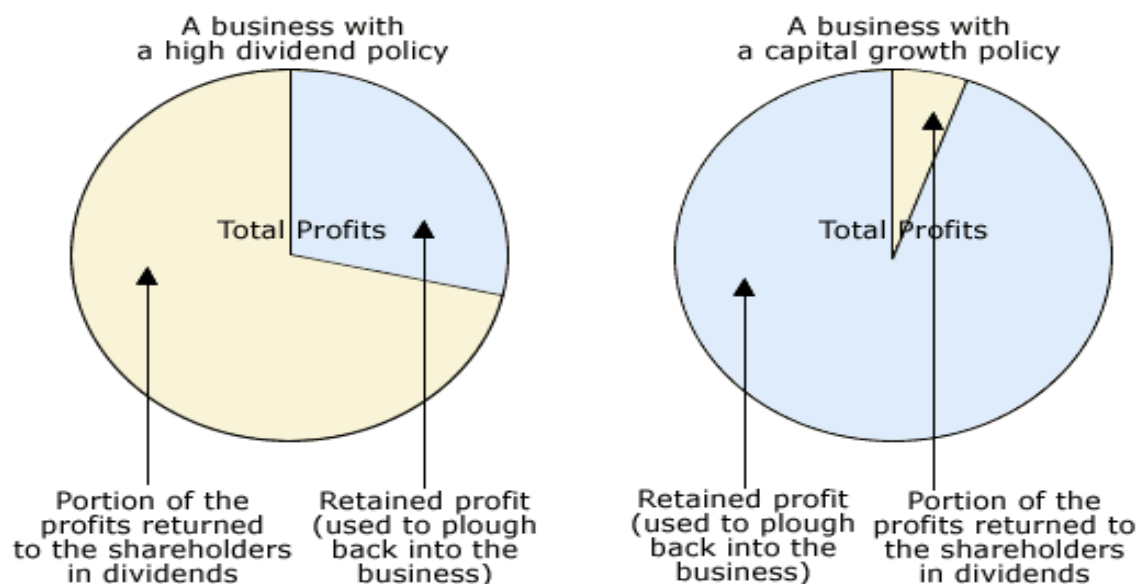 A business with
a high dividend policy
Total Profits
Portion of the
profits returned
to the shareholders
in dividends
Retained profit
(used to plough
back into the
business)
A business with
a capital growth policy
Total Profits
Retained profit
(used to plough
back into the
business)
Portion of the
profits returned to
the shareholders
in dividends